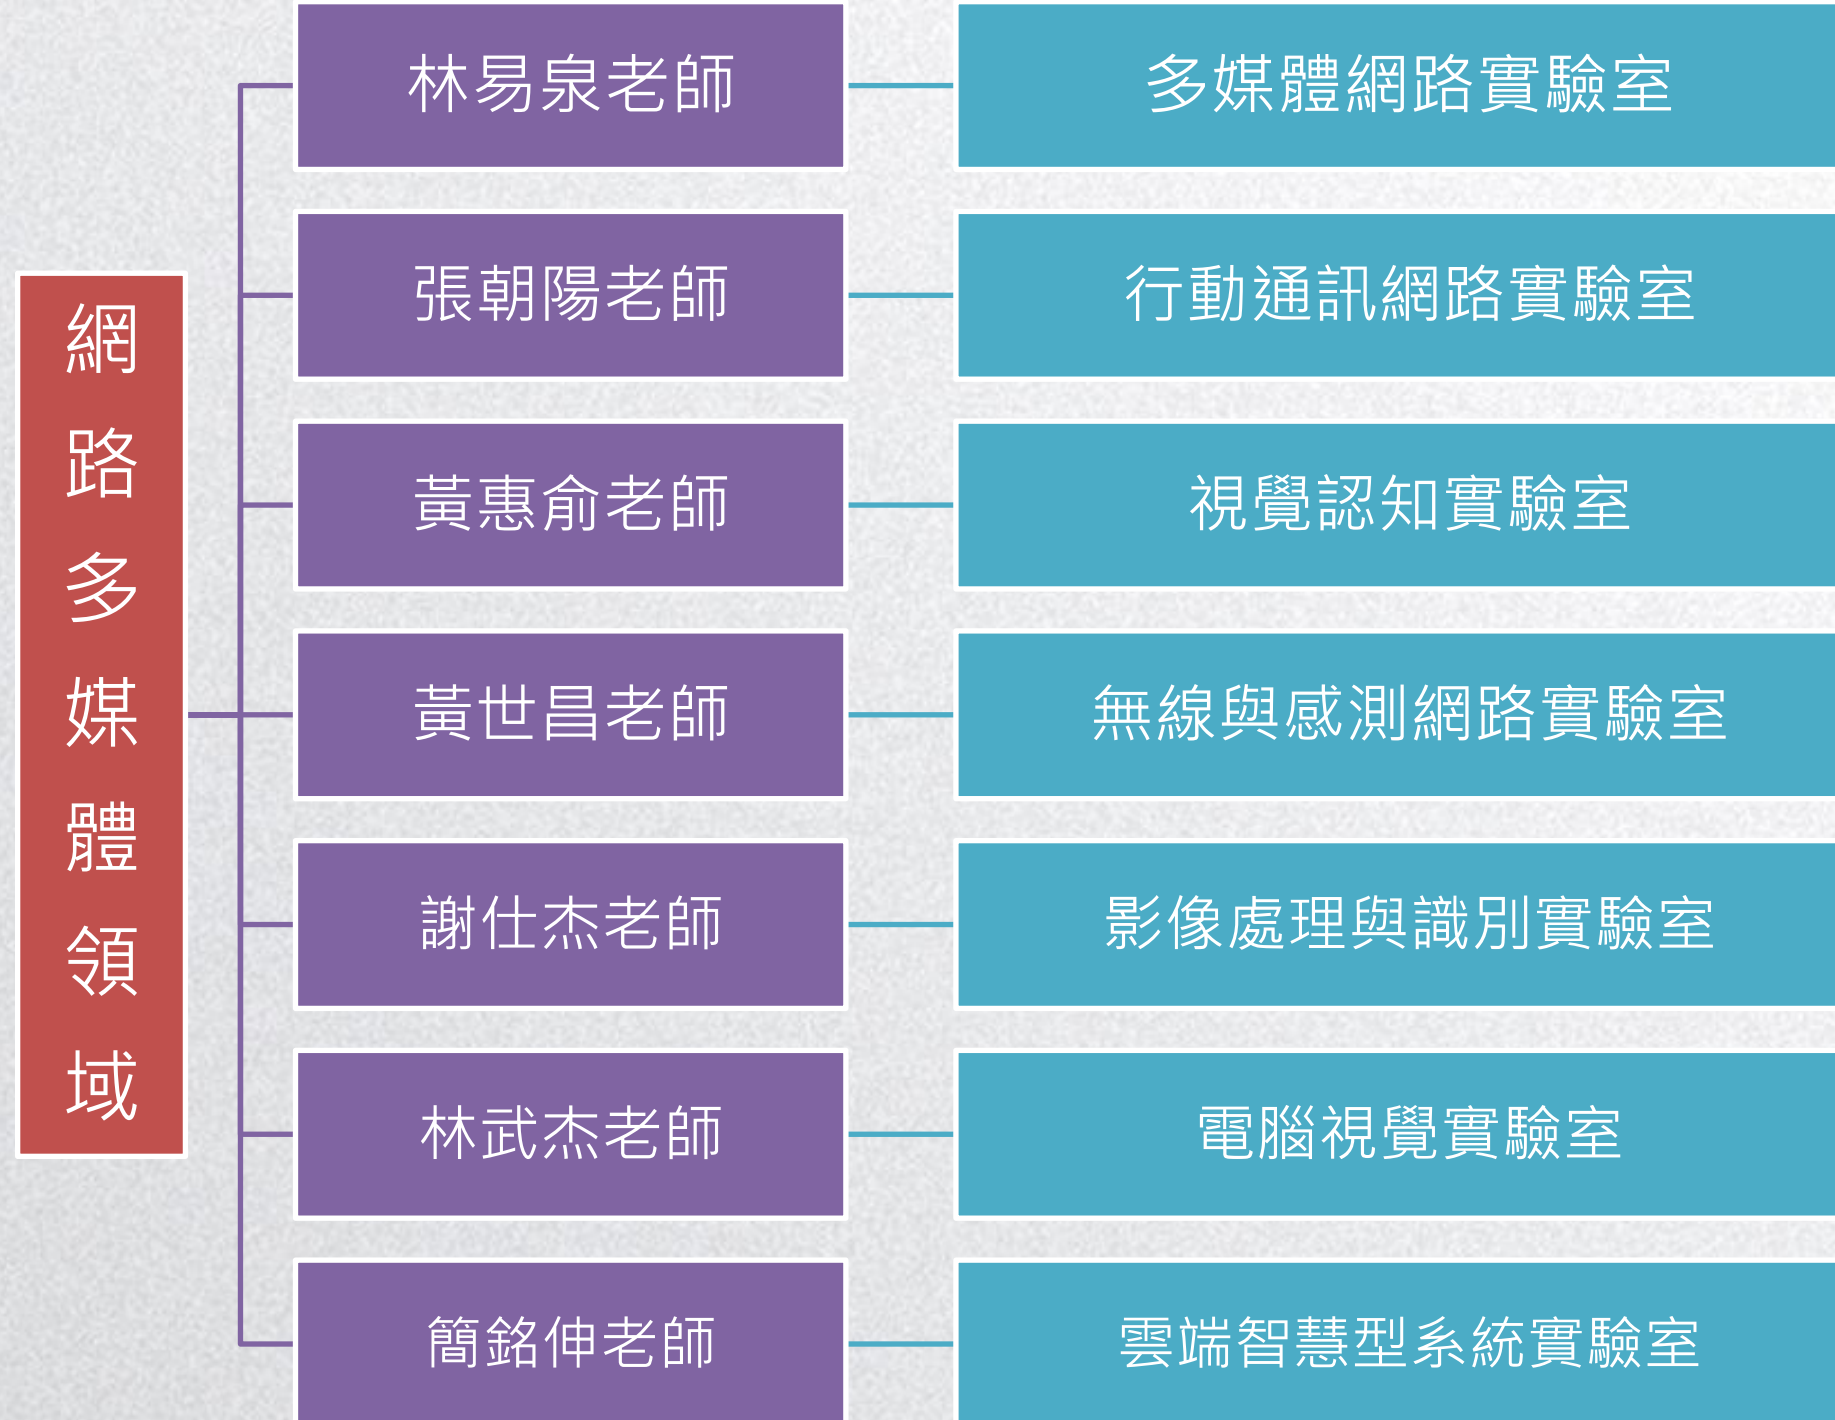 網路多媒體領域
林易泉老師
多媒體網路實驗室
張朝陽老師
行動通訊網路實驗室
黃惠俞老師
視覺認知實驗室
黃世昌老師
無線與感測網路實驗室
謝仕杰老師
影像處理與識別實驗室
林武杰老師
電腦視覺實驗室
簡銘伸老師
雲端智慧型系統實驗室